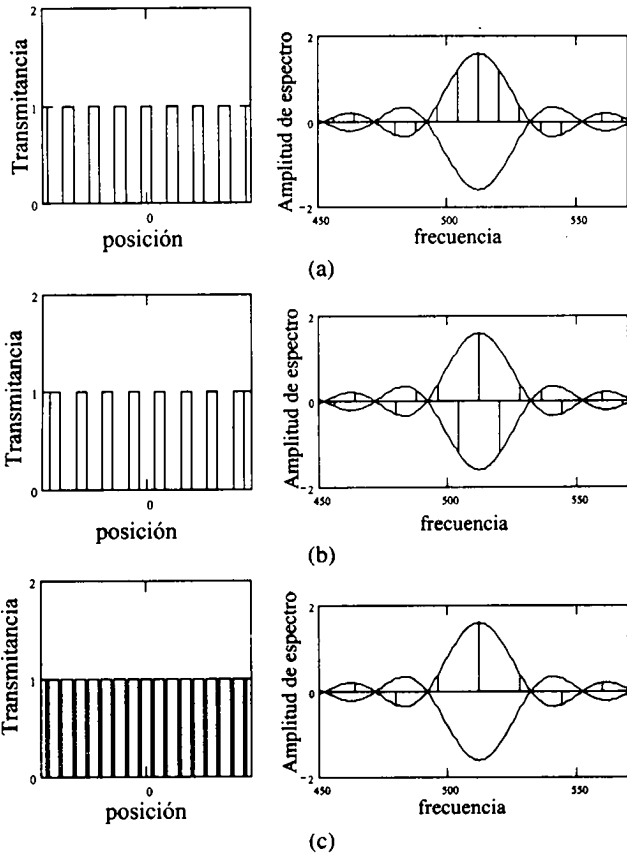 Transmitancia
2
1
0
0
posición
Amplitud de espectro
2
0
−2
450
500
550
frecuencia
(a)
Transmitancia
2
1
0
0
posición
Amplitud de espectro
2
0
−2
450
500
550
frecuencia
(b)
Transmitancia
2
1
0
0
posición
Amplitud de espectro
2
0
−2
450
500
550
frecuencia
(c)